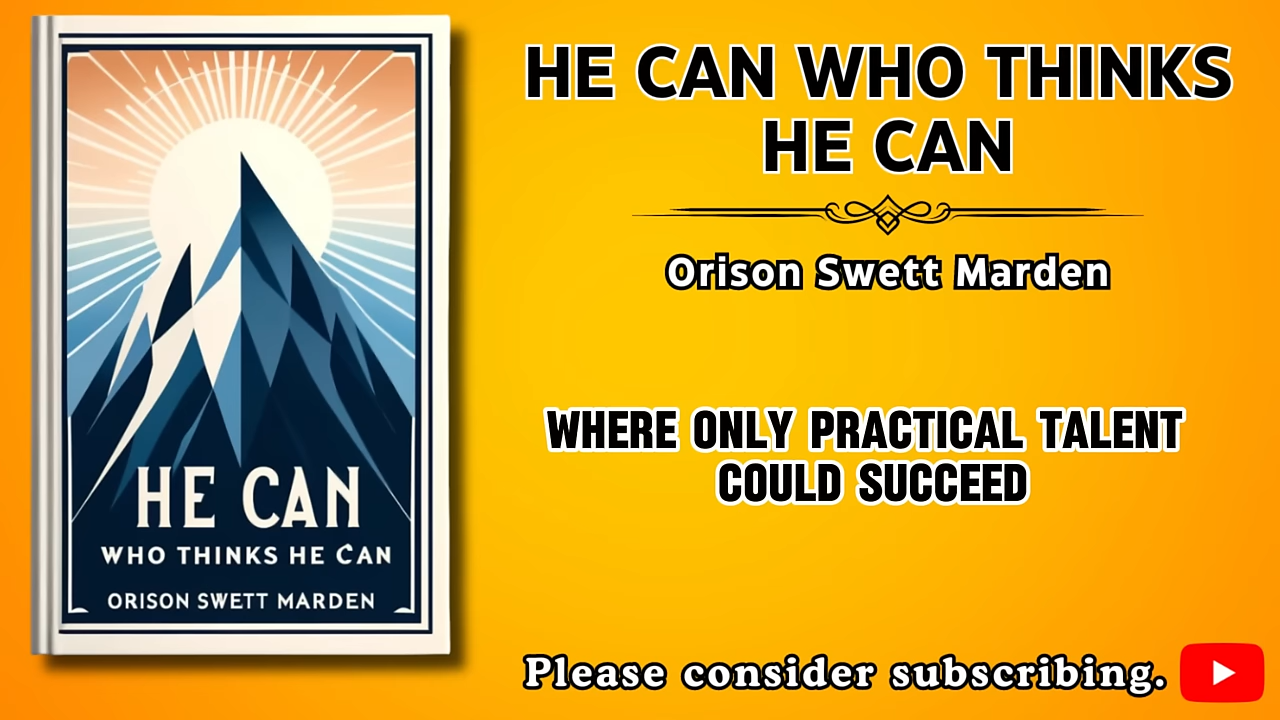 HE CAN
WHO THINKS HE CAN
ORISON SWETT MARDEN
HE CAN WHO THINKS
HE CAN
Orison Swett Marden
WHERE ONLY PRACTICAL TALENT
COULD SUCCEED
Please consider subscribing.